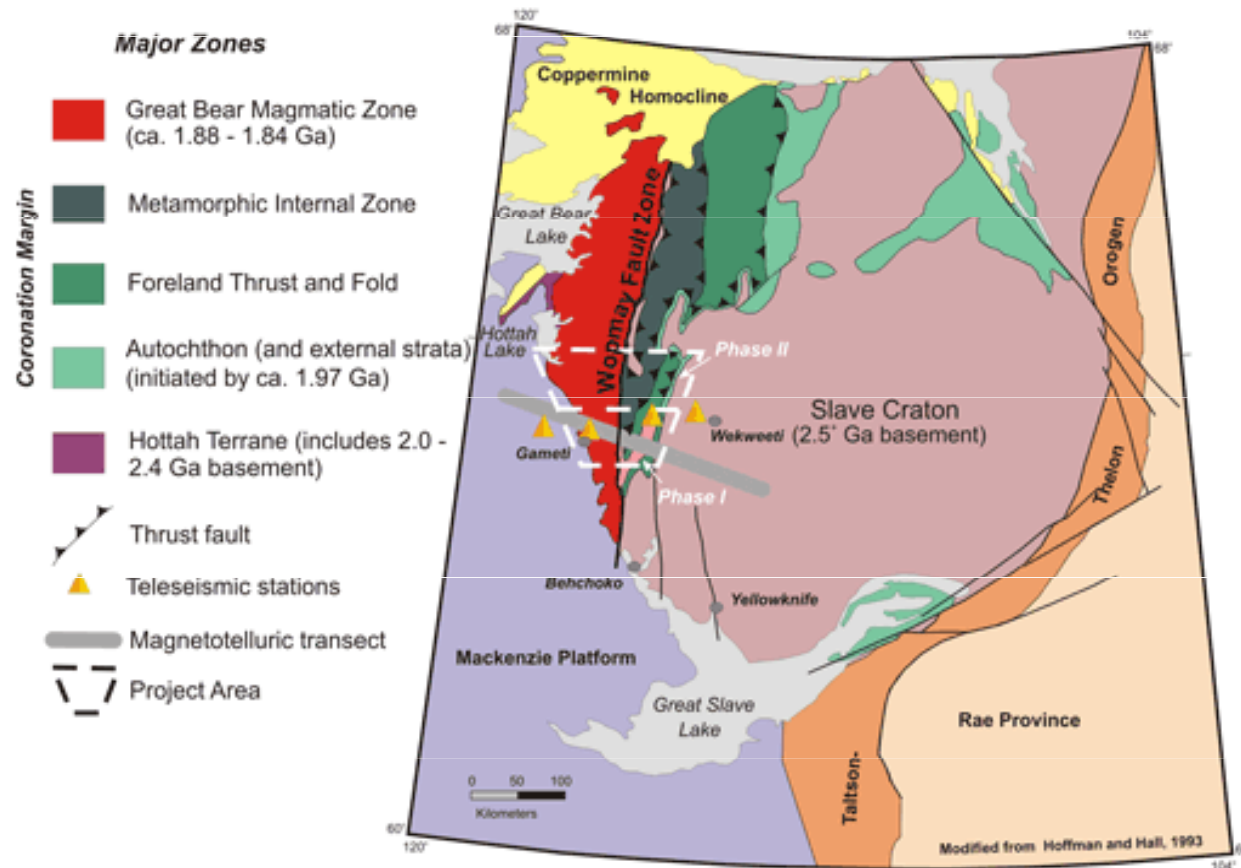 Major Zones
Coronation Margin
Great Bear Magmatic Zone
(ca. 1.88 - 1.84 Ga)
Metamorphic Internal Zone
Foreland Thrust and Fold
Autochthon (and external strata)
(initiated by ca. 1.97 Ga)
Hottah Terrane (includes 2.0 -
2.4 Ga basement)
Thrust fault
Teleseismic stations
Magnetotelluric transect
Project Area
120°
68°
104°
68°
Coppermine
Homocline
Great Bear
Lake
Wopmay Fault Zone
Hottah
Lake
Phase II
Slave Craton
(2.5+ Ga basement)
Wekweeti
Gameti
Phase I
Behchoko
Yellowknife
Mackenzie Platform
Great Slave
Lake
Rae Province
Orogen
Thelon
Taltson-
0 50 100
Kilometers
60°
120°
Modified from Hoffman and Hall, 1993
104°